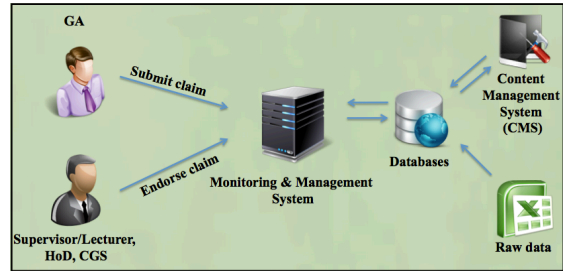 GA
Submit claim
Endorse claim
Supervisor/Lecturer,
HoD, CGS
Monitoring & Management
System
Databases
Content
Management
System
(CMS)
X
Raw data